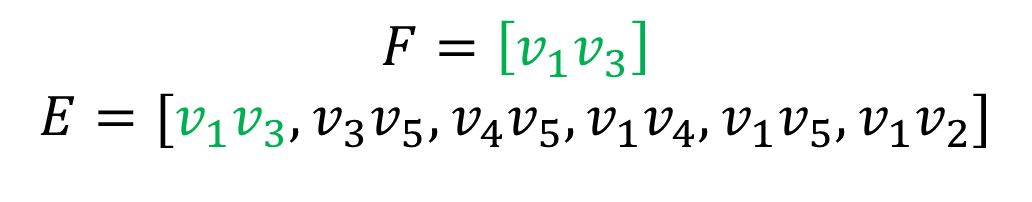 F = [v₁v₃]
E = [v₁v₃, v₃v₅, v₄v₅, v₁v₄, v₁v₅, v₁v₂]